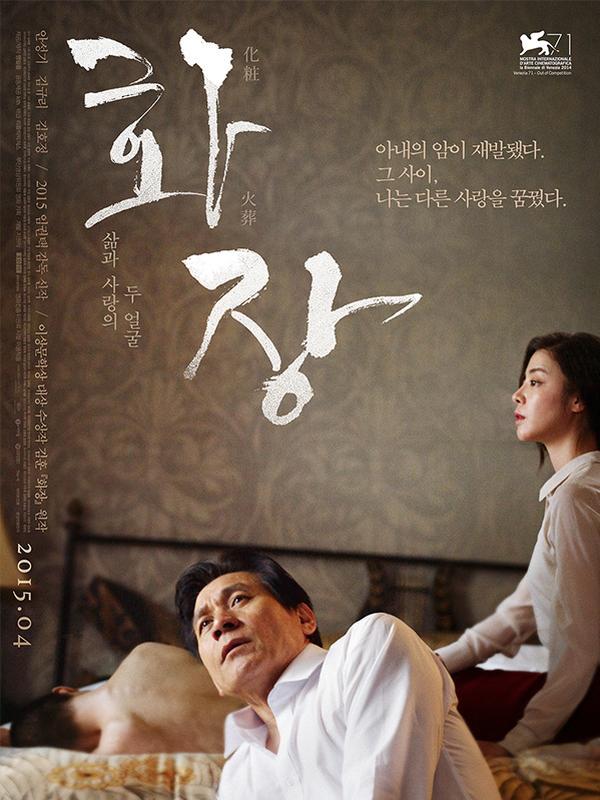 화장
化粧
火葬
삶과 사랑의
두 얼굴
아내의 암이 재발됐다.
그 사이,
나는 다른 사랑을 꿈꿨다.
71
MOSTRA INTERNAZIONALE
D'ARTE CINEMATOGRAFICA
la Biennale di Venezia 2014
Venezia 71 - Out of Competition
안성기 김규리 김호정 / 2015 임권택 감독 신작 / 이상문학상 대상 수상작 김훈 『화장』 원작
2015.04